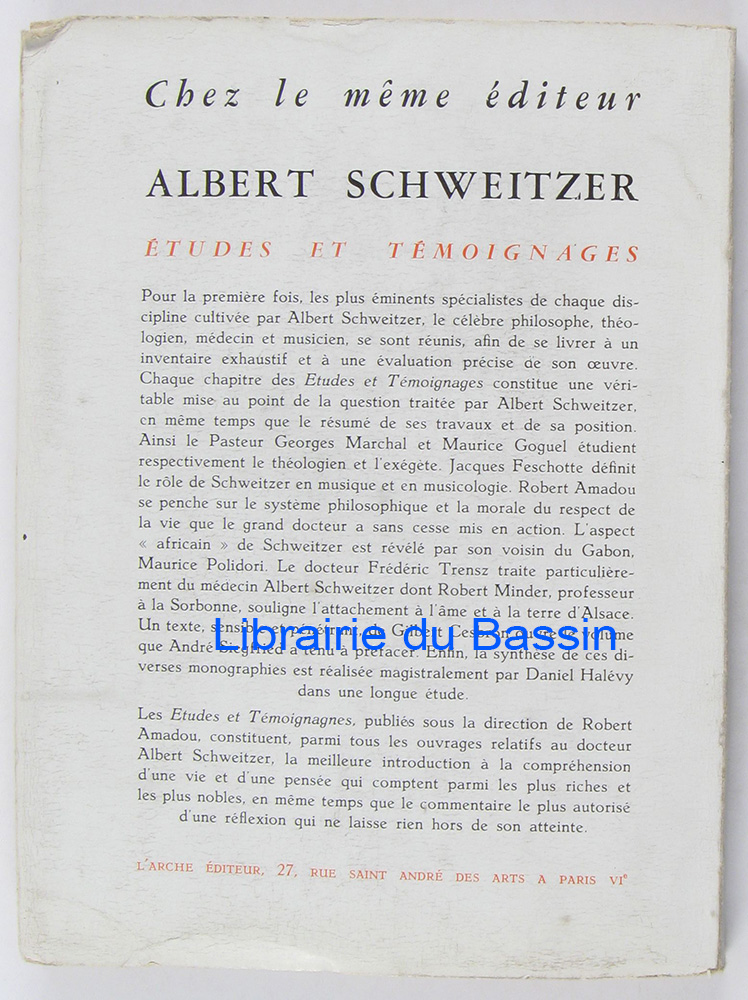 Chez le même éditeur
ALBERT SCHWEITZER
ÉTUDES ET TÉMOIGNAGES
Pour la première fois, les plus éminents spécialistes de chaque dis-
cipline cultivée par Albert Schweitzer, le célèbre philosophe, théo-
logien, médecin et musicien, se sont réunis, afin de se livrer à un
inventaire exhaustif et à une évaluation précise de son œuvre.
Chaque chapitre des Etudes et Témoignages constitue une véri-
table mise au point de la question traitée par Albert Schweitzer,
en même temps que le résumé de ses travaux et de sa position.
Ainsi le Pasteur Georges Marchal et Maurice Goguel étudient
respectivement le théologien et l'exégète. Jacques Feschotte définit
le rôle de Schweitzer en musique et en musicologie. Robert Amadou
se penche sur le système philosophique et la morale du respect de
la vie que le grand docteur a sans cesse mis en action. L'aspect
« africain » de Schweitzer est révélé par son voisin du Gabon,
Maurice Polidori. Le docteur Frédéric Trensz traite particulière-
ment du médecin Albert Schweitzer dont Robert Minder, professeur
à la Sorbonne, souligne l'attachement à l'âme et à la terre d'Alsace.
Un texte, sensible et pénétrant, de Gilbert Cesbron ouvre le volume
Librairie du Bassin
que André Siegfried a tenu à préfacer. Enfin, la synthèse de ces di-
verses monographies est réalisée magistralement par Daniel Halévy
dans une longue étude.
Les Etudes et Témoignagnes, publiés sous la direction de Robert
Amadou, constituent, parmi tous les ouvrages relatifs au docteur
Albert Schweitzer, la meilleure introduction à la compréhension
d'une vie et d'une pensée qui comptent parmi les plus riches et
les plus nobles, en même temps que le commentaire le plus autorisé
d'une réflexion qui ne laisse rien hors de son atteinte.
L'ARCHE ÉDITEUR, 27, RUE SAINT ANDRÉ DES ARTS A PARIS VIe